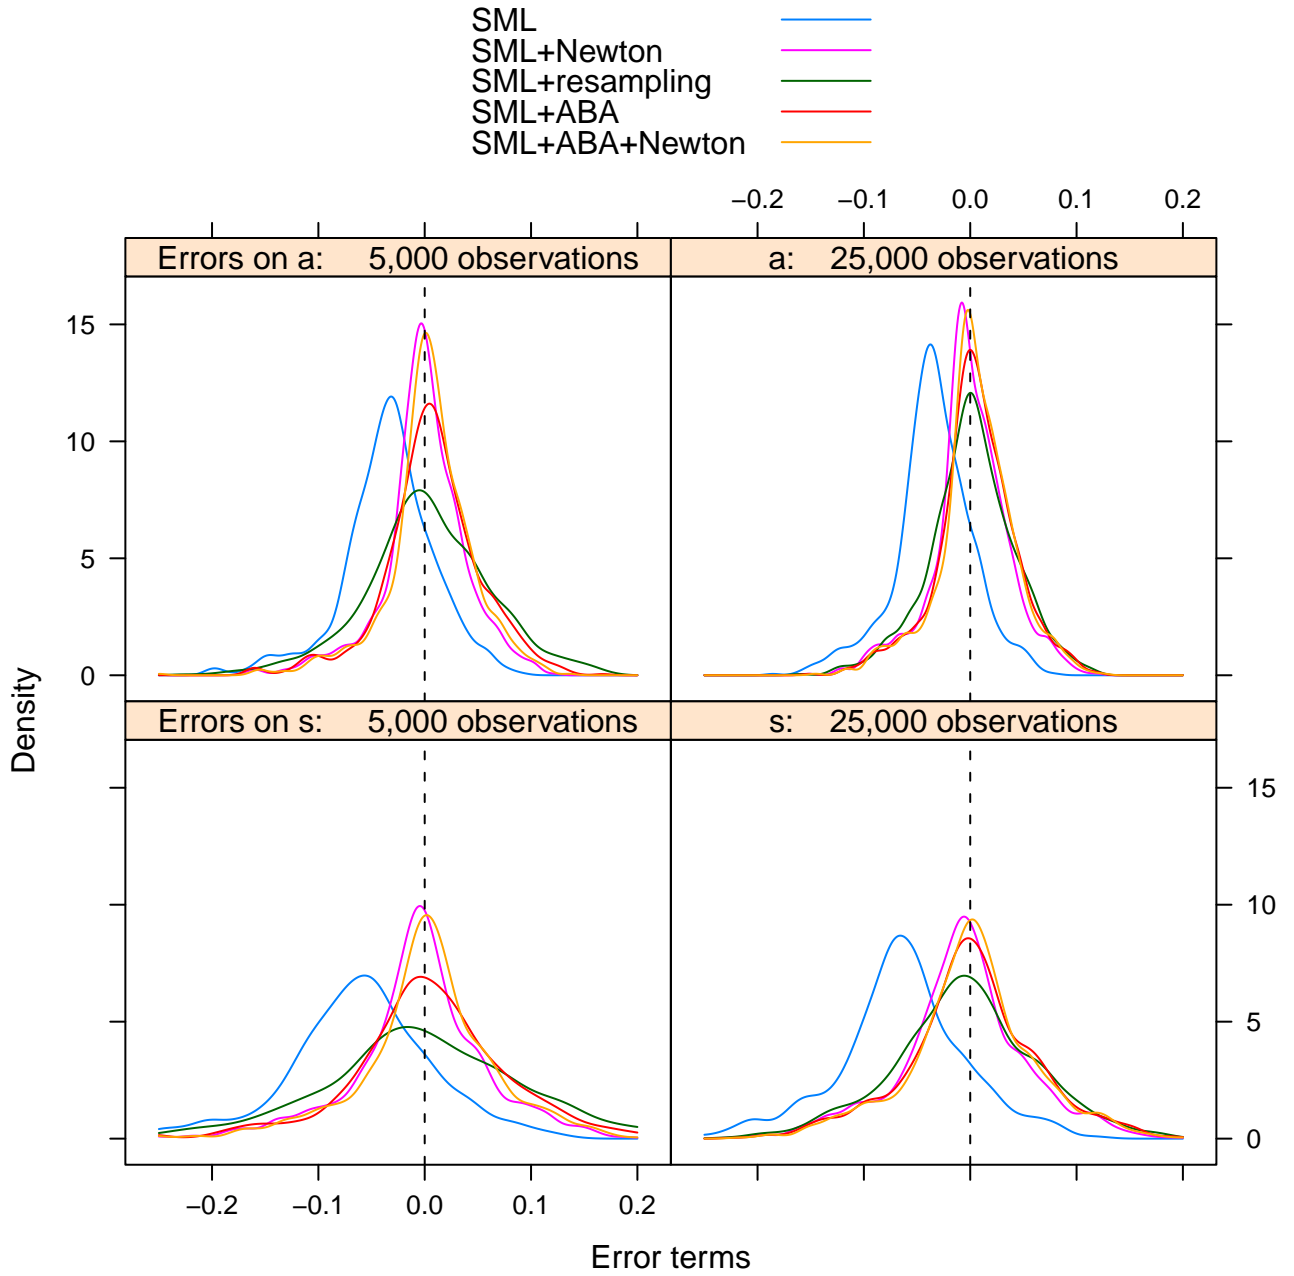 SML
SML+Newton
SML+resampling
SML+ABA
SML+ABA+Newton
−0.2 −0.1 0.0 0.1 0.2
Errors on a: 5,000 observations
a: 25,000 observations
15
10
5
0
Density
Errors on s: 5,000 observations
s: 25,000 observations
15
10
5
0
−0.2 −0.1 0.0 0.1 0.2
Error terms